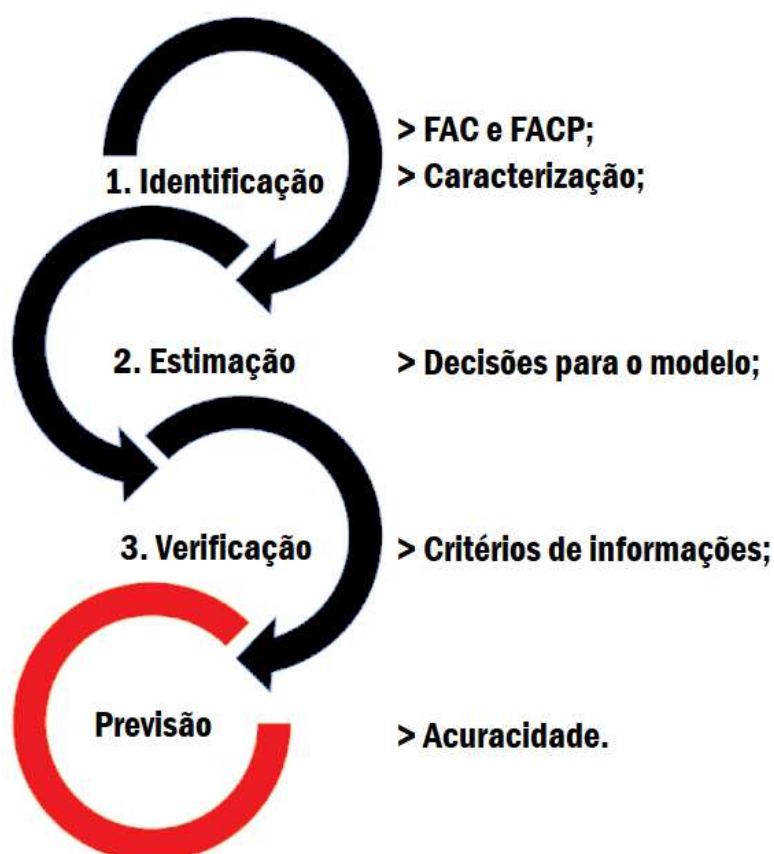 > FAC e FACP;
1. Identificação
> Caracterização;
2. Estimação
> Decisões para o modelo;
3. Verificação
> Critérios de informações;
Previsão
> Acuracidade.